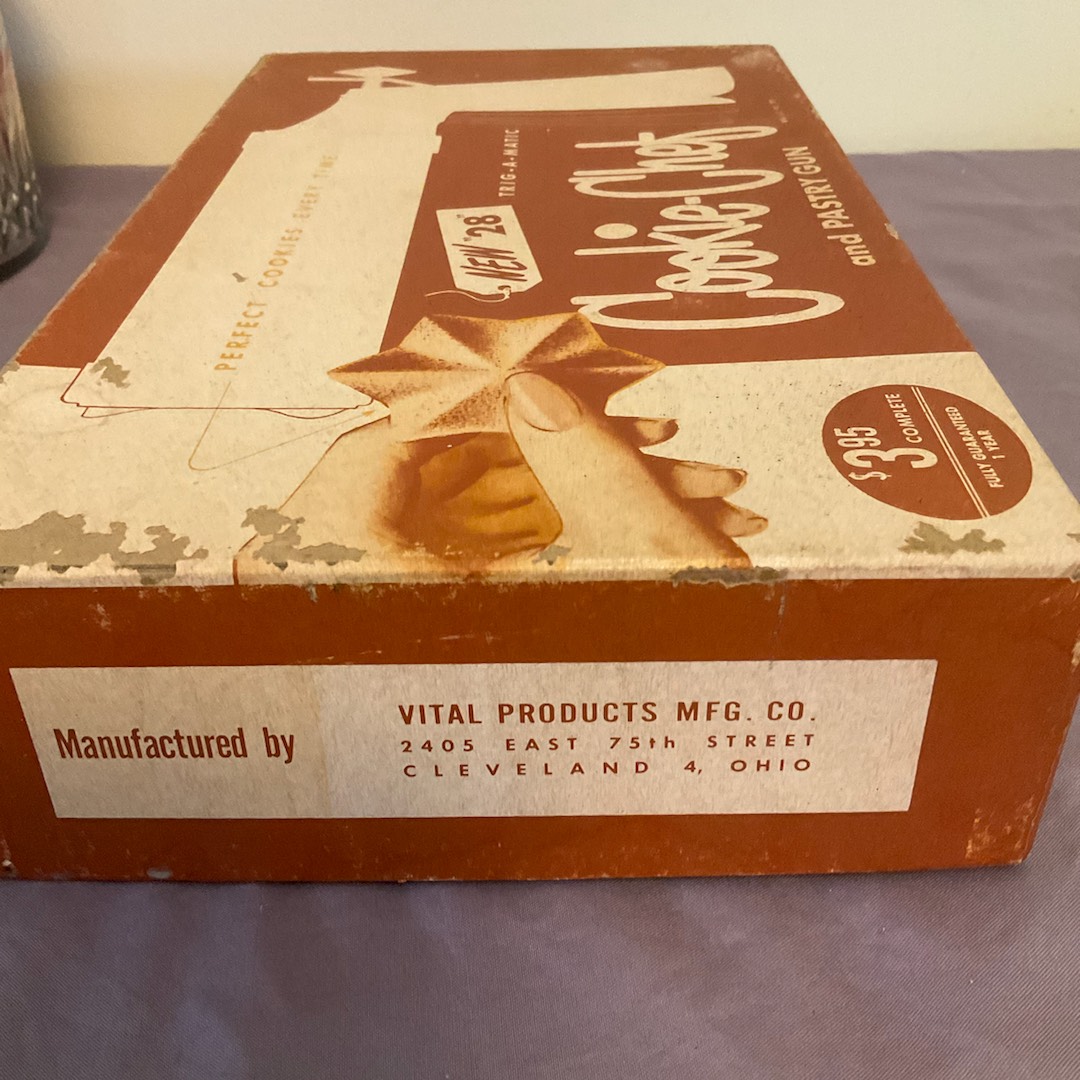 PERFECT COOKIES EVERY TIME
NEW "28"
TRIG-A-MATIC
Cookie-Chef
and PASTRY GUN
$3.95
COMPLETE
FULLY GUARANTEED
1 YEAR
Manufactured by
VITAL PRODUCTS MFG. CO.
2405 EAST 75th STREET
CLEVELAND 4, OHIO